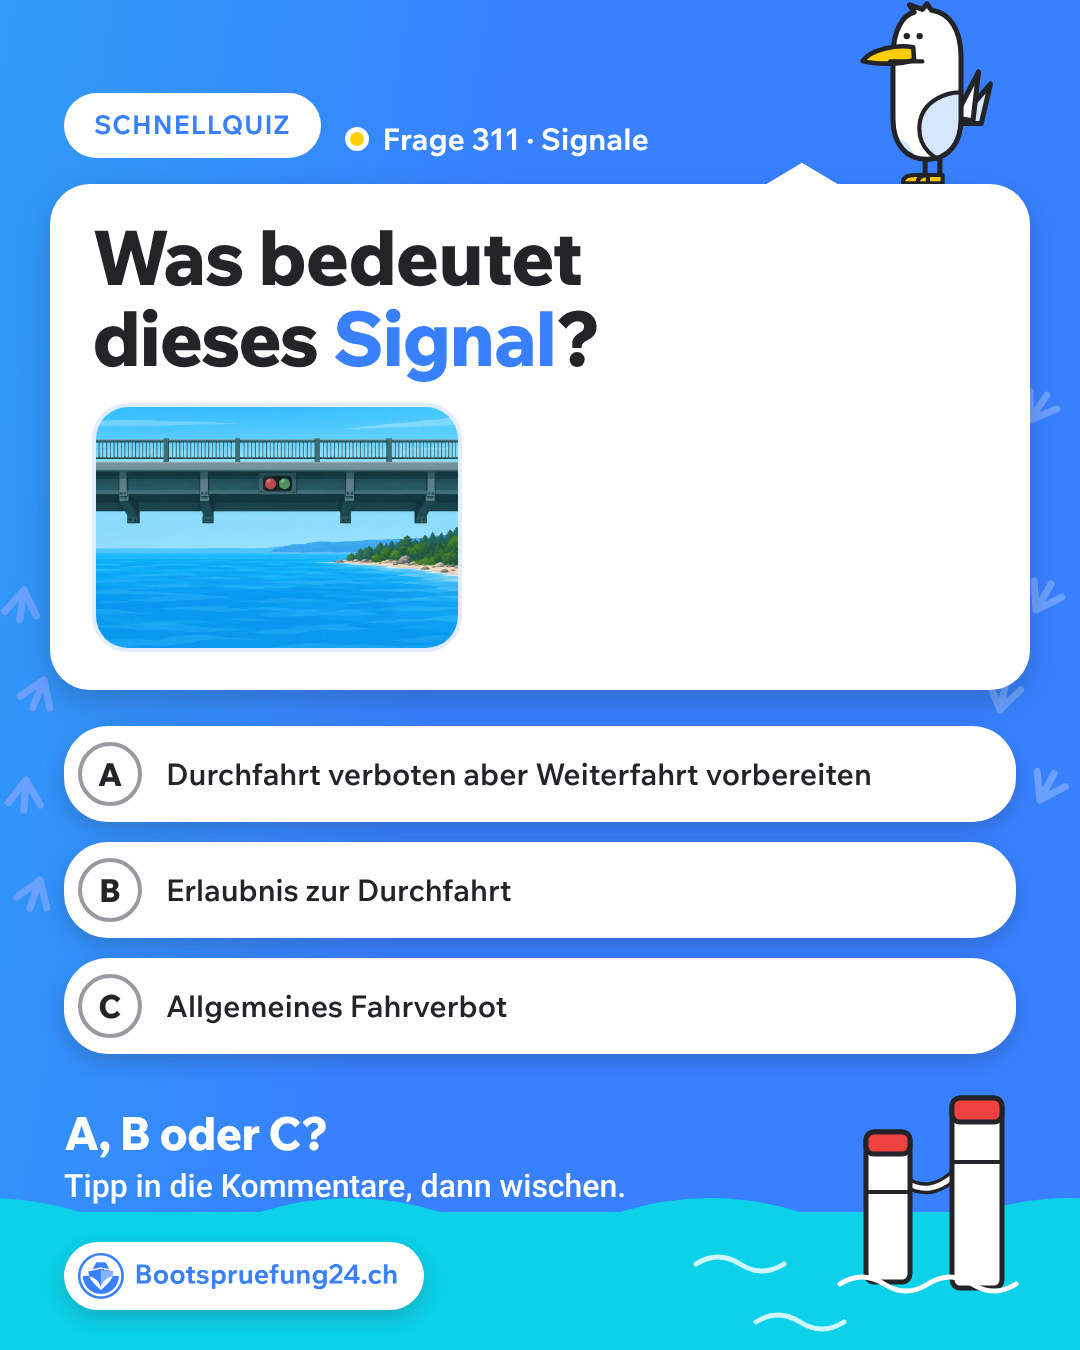 SCHNELLQUIZ
Frage 311 · Signale
Was bedeutet
dieses Signal?
A Durchfahrt verboten aber Weiterfahrt vorbereiten
B Erlaubnis zur Durchfahrt
C Allgemeines Fahrverbot
A, B oder C?
Tipp in die Kommentare, dann wischen.
Bootspruefung24.ch